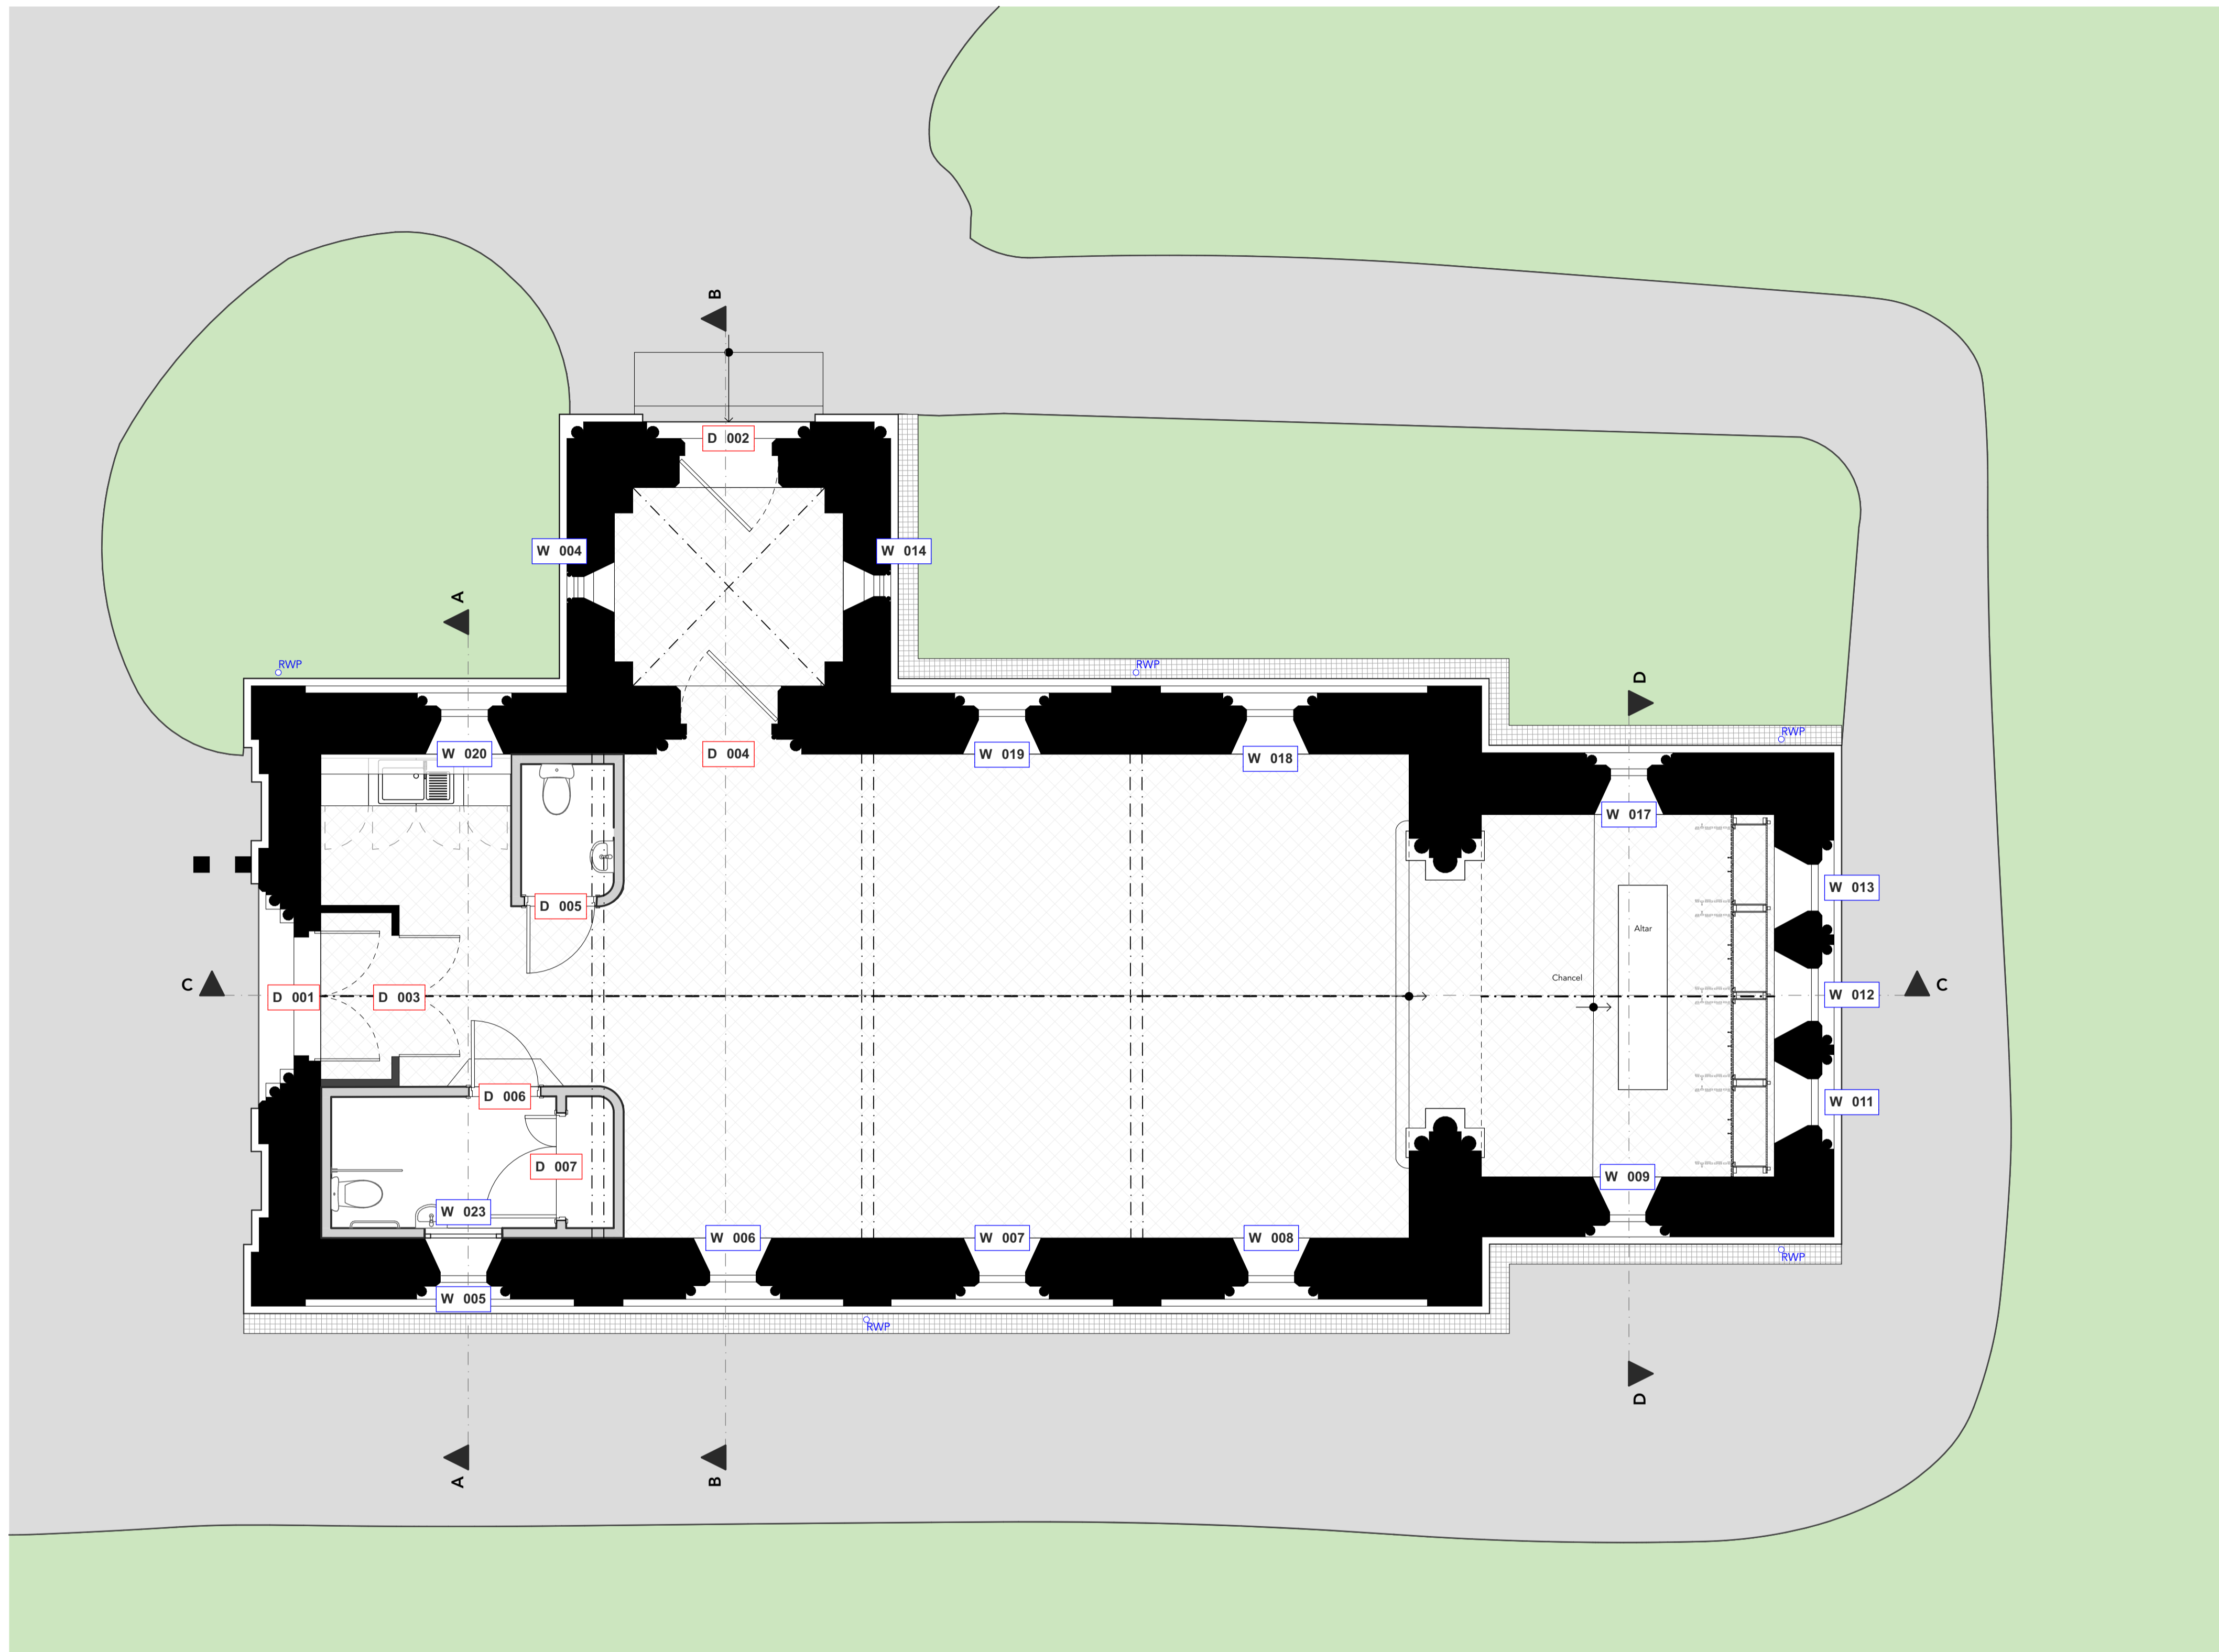 B
D 002
W 004
W 014
A
RWP
RWP
D
RWP
W 020
D 004
W 019
W 018
W 017
W 013
D 005
Altar
Chancel
C
D 001
D 003
W 012
C
D 006
W 011
D 007
W 009
W 023
W 006
W 007
W 008
RWP
W 005
RWP
D
A
B